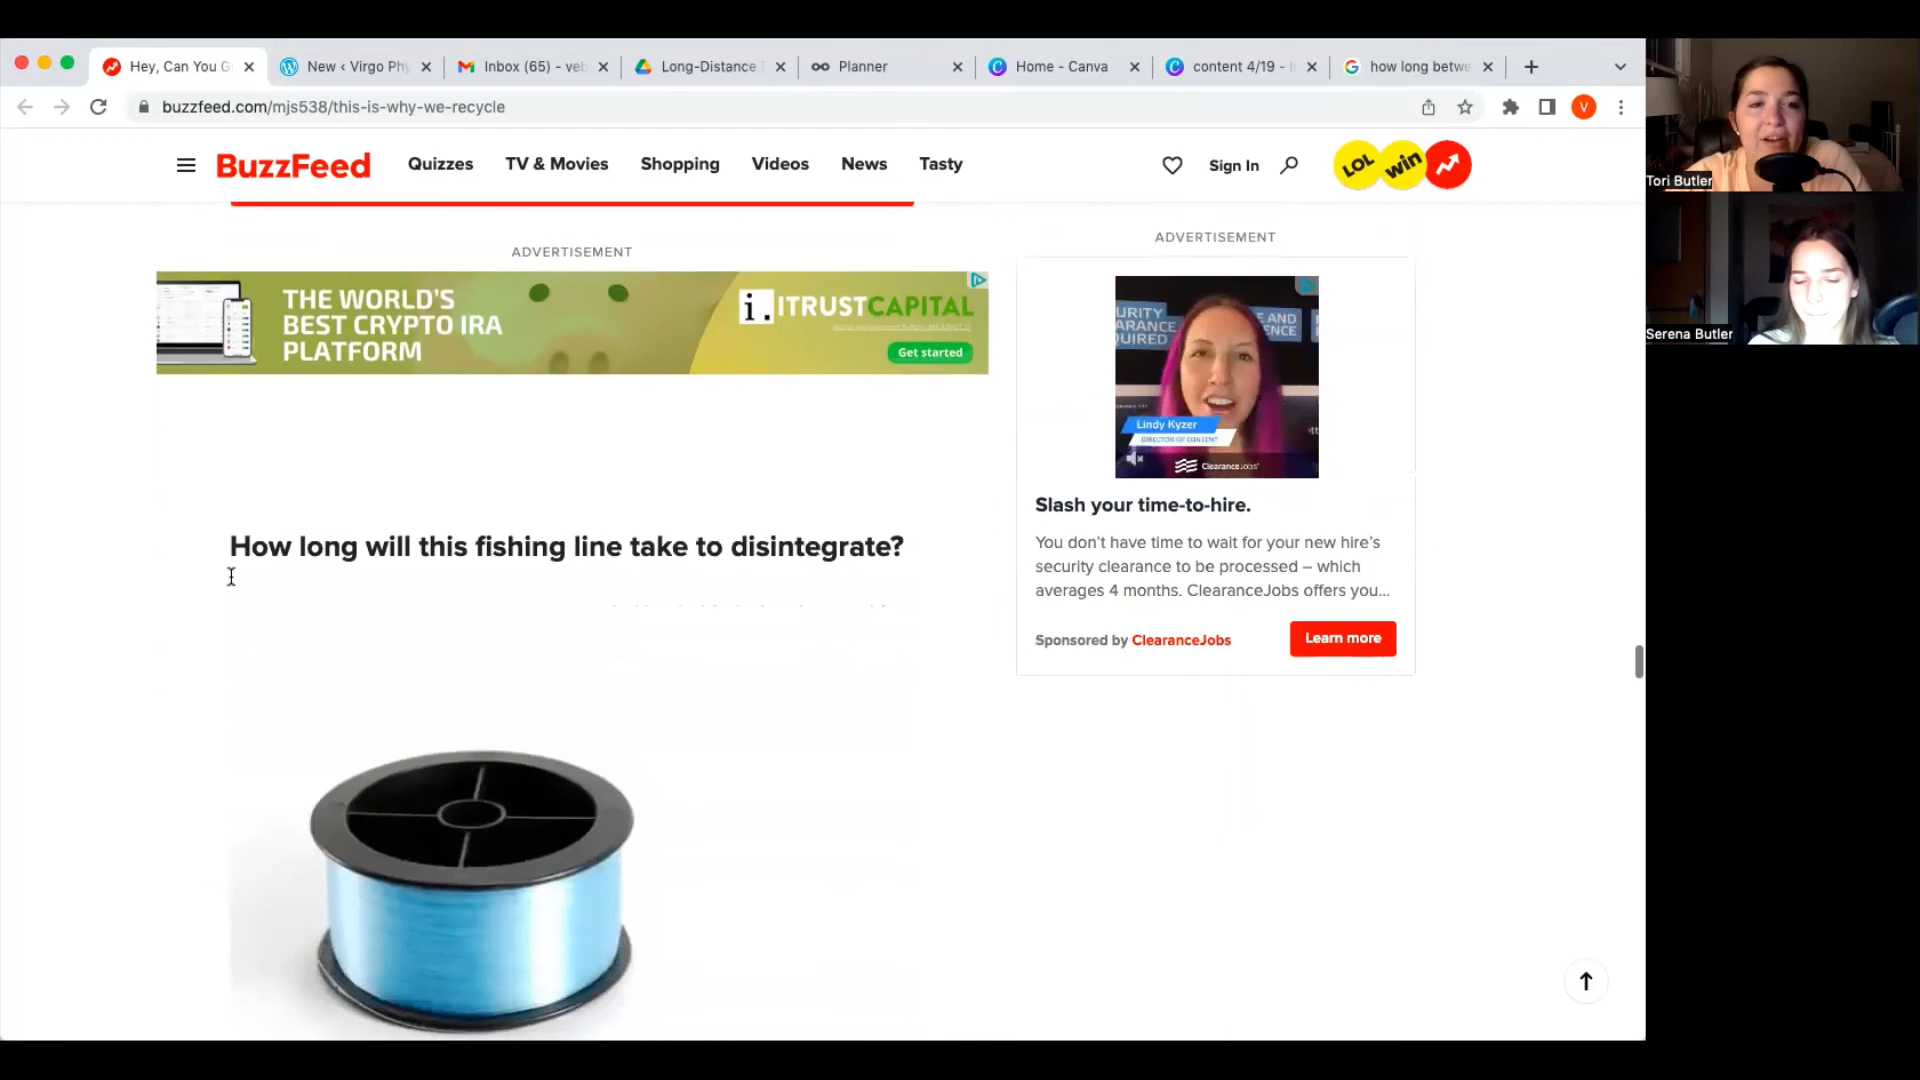 Hey, Can You G
New ‹ Virgo Phy
Inbox (65) - veb
Long-Distance
Planner
Home - Canva
content 4/19 - I
how long betwe
buzzfeed.com/mjs538/this-is-why-we-recycle
V
BuzzFeed
Quizzes
TV & Movies
Shopping
Videos
News
Tasty
Sign In
LOL
win
Tori Butler
Serena Butler
ADVERTISEMENT
THE WORLD'S
BEST CRYPTO IRA
PLATFORM
i. ITRUSTCAPITAL
Get started
ADVERTISEMENT
URITY
ARANCE
UIRED
E AND
ENCE
Lindy Kyzer
DIRECTOR OF CONTENT
ClearanceJobs
Slash your time-to-hire.
You don't have time to wait for your new hire's
security clearance to be processed – which
averages 4 months. ClearanceJobs offers you...
Sponsored by ClearanceJobs
Learn more
How long will this fishing line take to disintegrate?